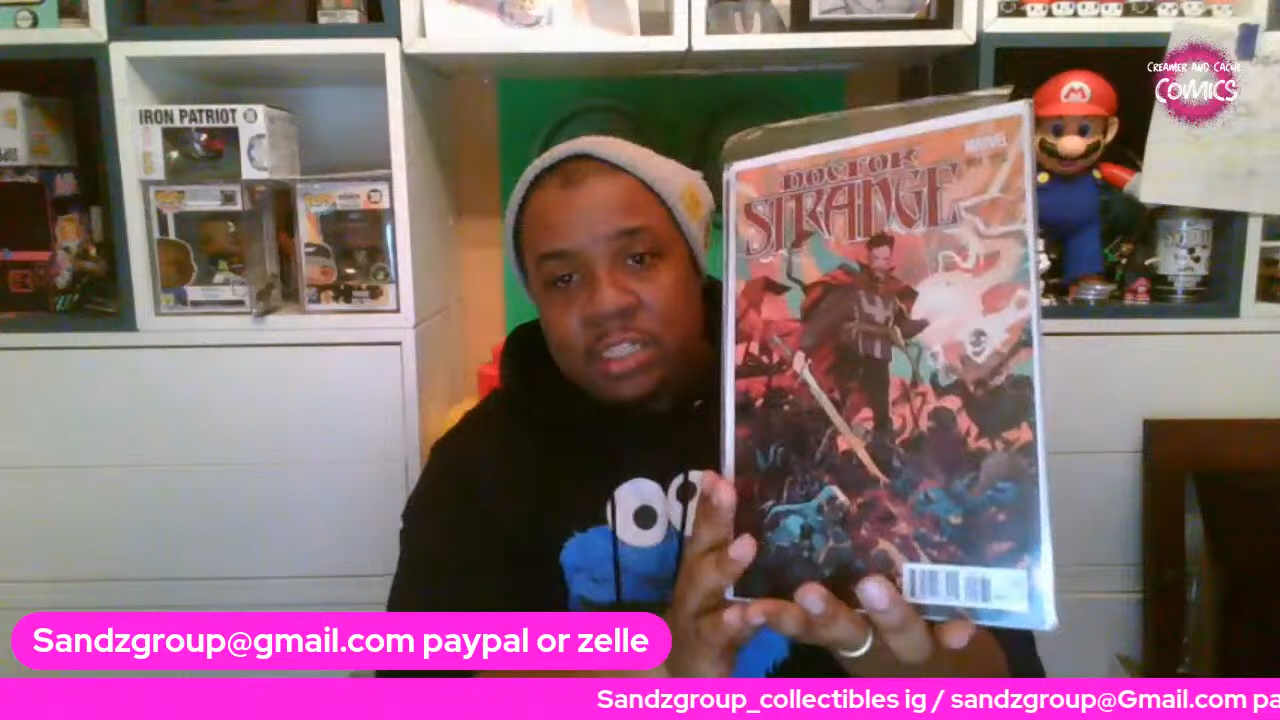 IRON PATRIOT
CREAMER AND CACHE
COMICS
MARVEL
DOCTOR
STRANGE
Sandzgroup@gmail.com paypal or zelle
Sandzgroup_collectibles ig / sandzgroup@Gmail.com pa